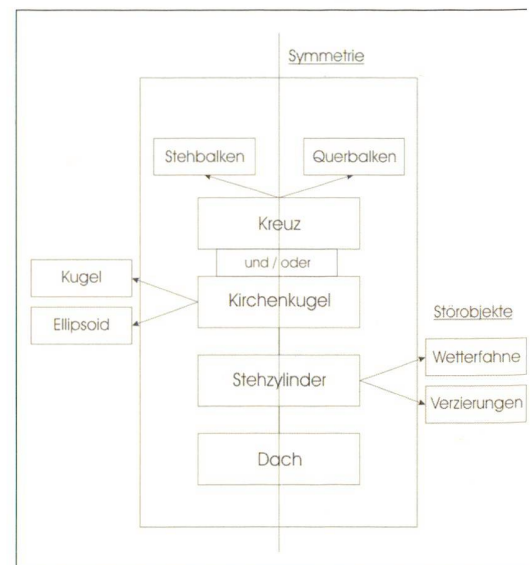 Symmetrie
Stehbalken
Querbalken
Kreuz
und / oder
Kirchenkugel
Kugel
Ellipsoid
Störobjekte
Stehzylinder
Wetterfahne
Verzierungen
Dach